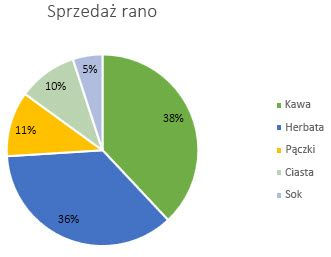 Sprzedaż rano
5%
10%
38%
11%
36%
Kawa
Herbata
Pączki
Ciasta
Sok